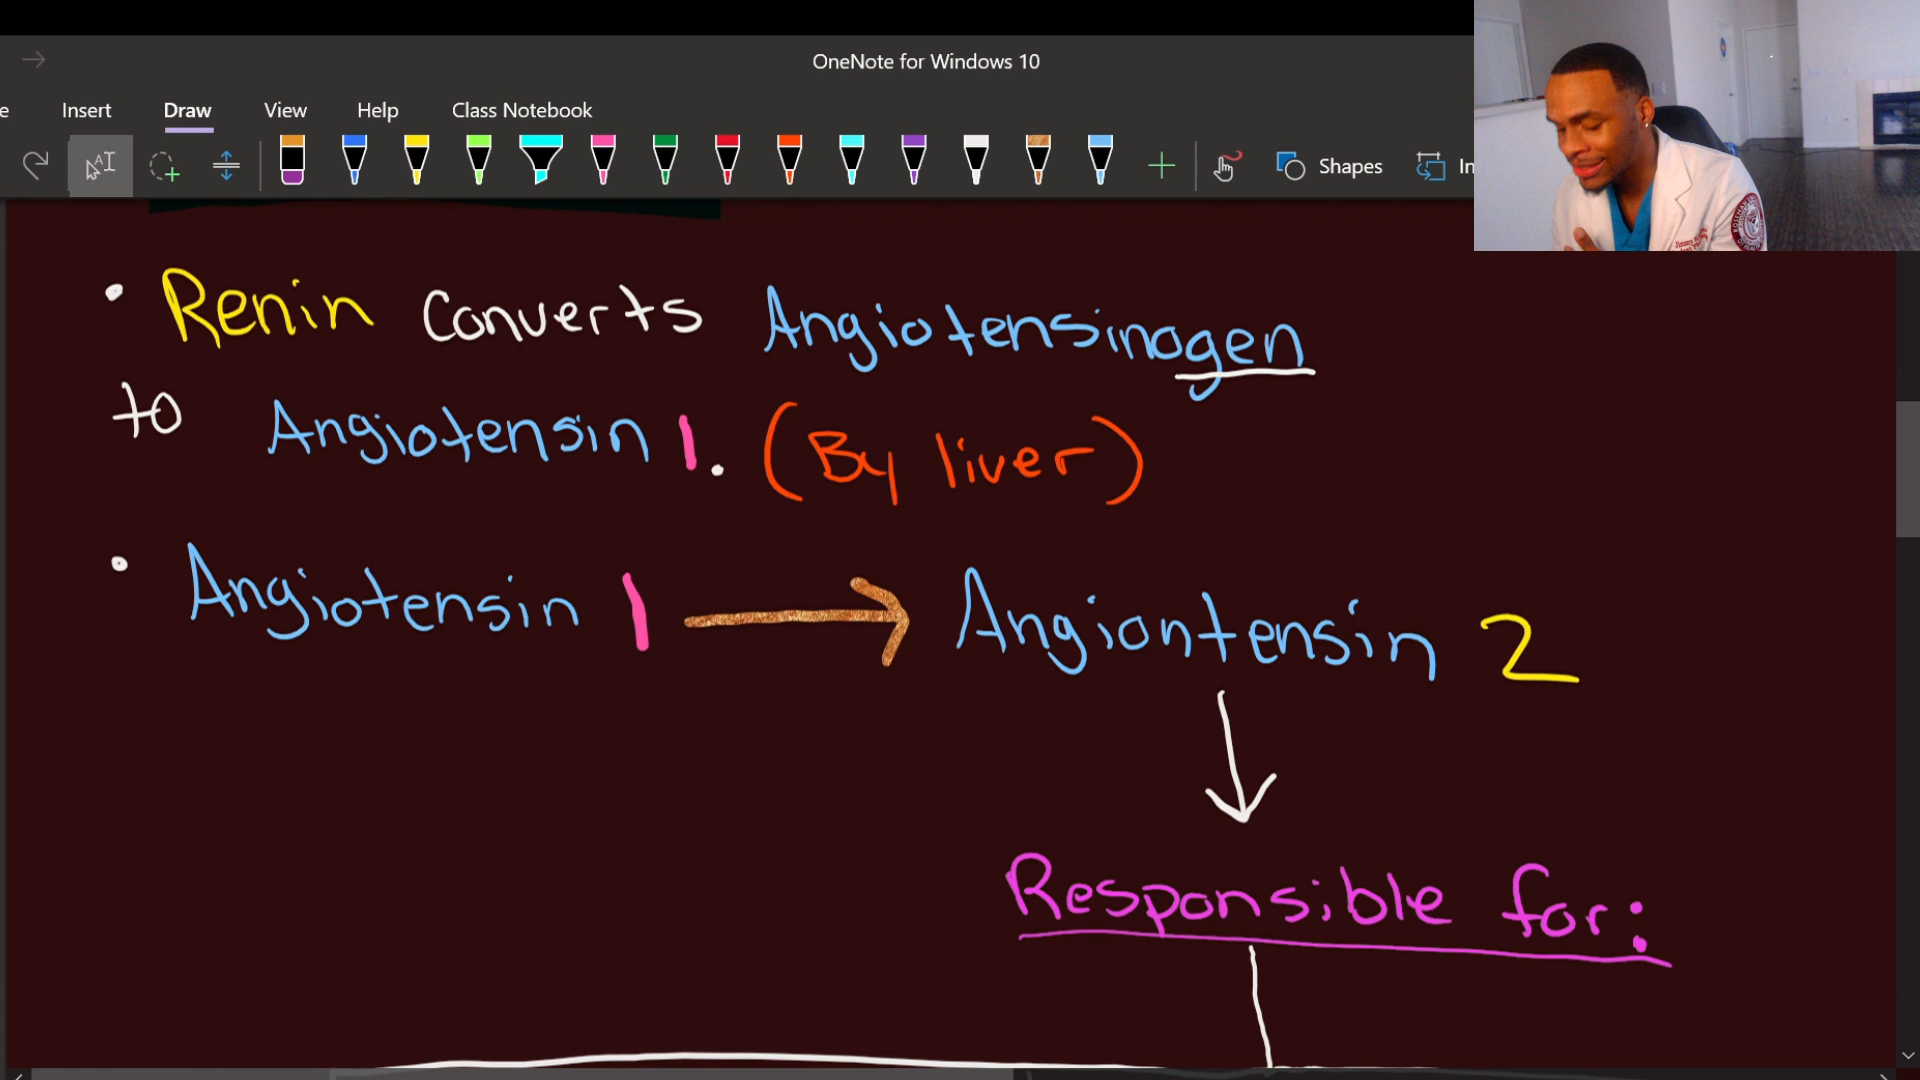 OneNote for Windows 10
Insert Draw View Help Class Notebook
Shapes
• Renin converts Angiotensinogen
to Angiotensin 1. (By liver)
• Angiotensin 1 → Angiontensin 2
Responsible for: